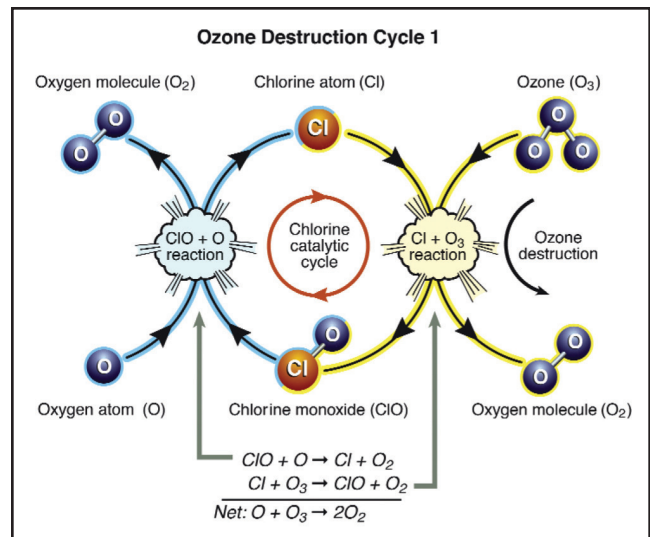 Ozone Destruction Cycle 1
Oxygen molecule (O₂)
Chlorine atom (Cl)
Ozone (O₃)
O
O
Cl
O
O
O
ClO + O
reaction
Chlorine
catalytic
cycle
Cl + O₃
reaction
Ozone
destruction
O
O
Cl
O
O
Oxygen atom (O)
Chlorine monoxide (ClO)
Oxygen molecule (O₂)
ClO + O → Cl + O₂
Cl + O₃ → ClO + O₂
Net: O + O₃ → 2O₂